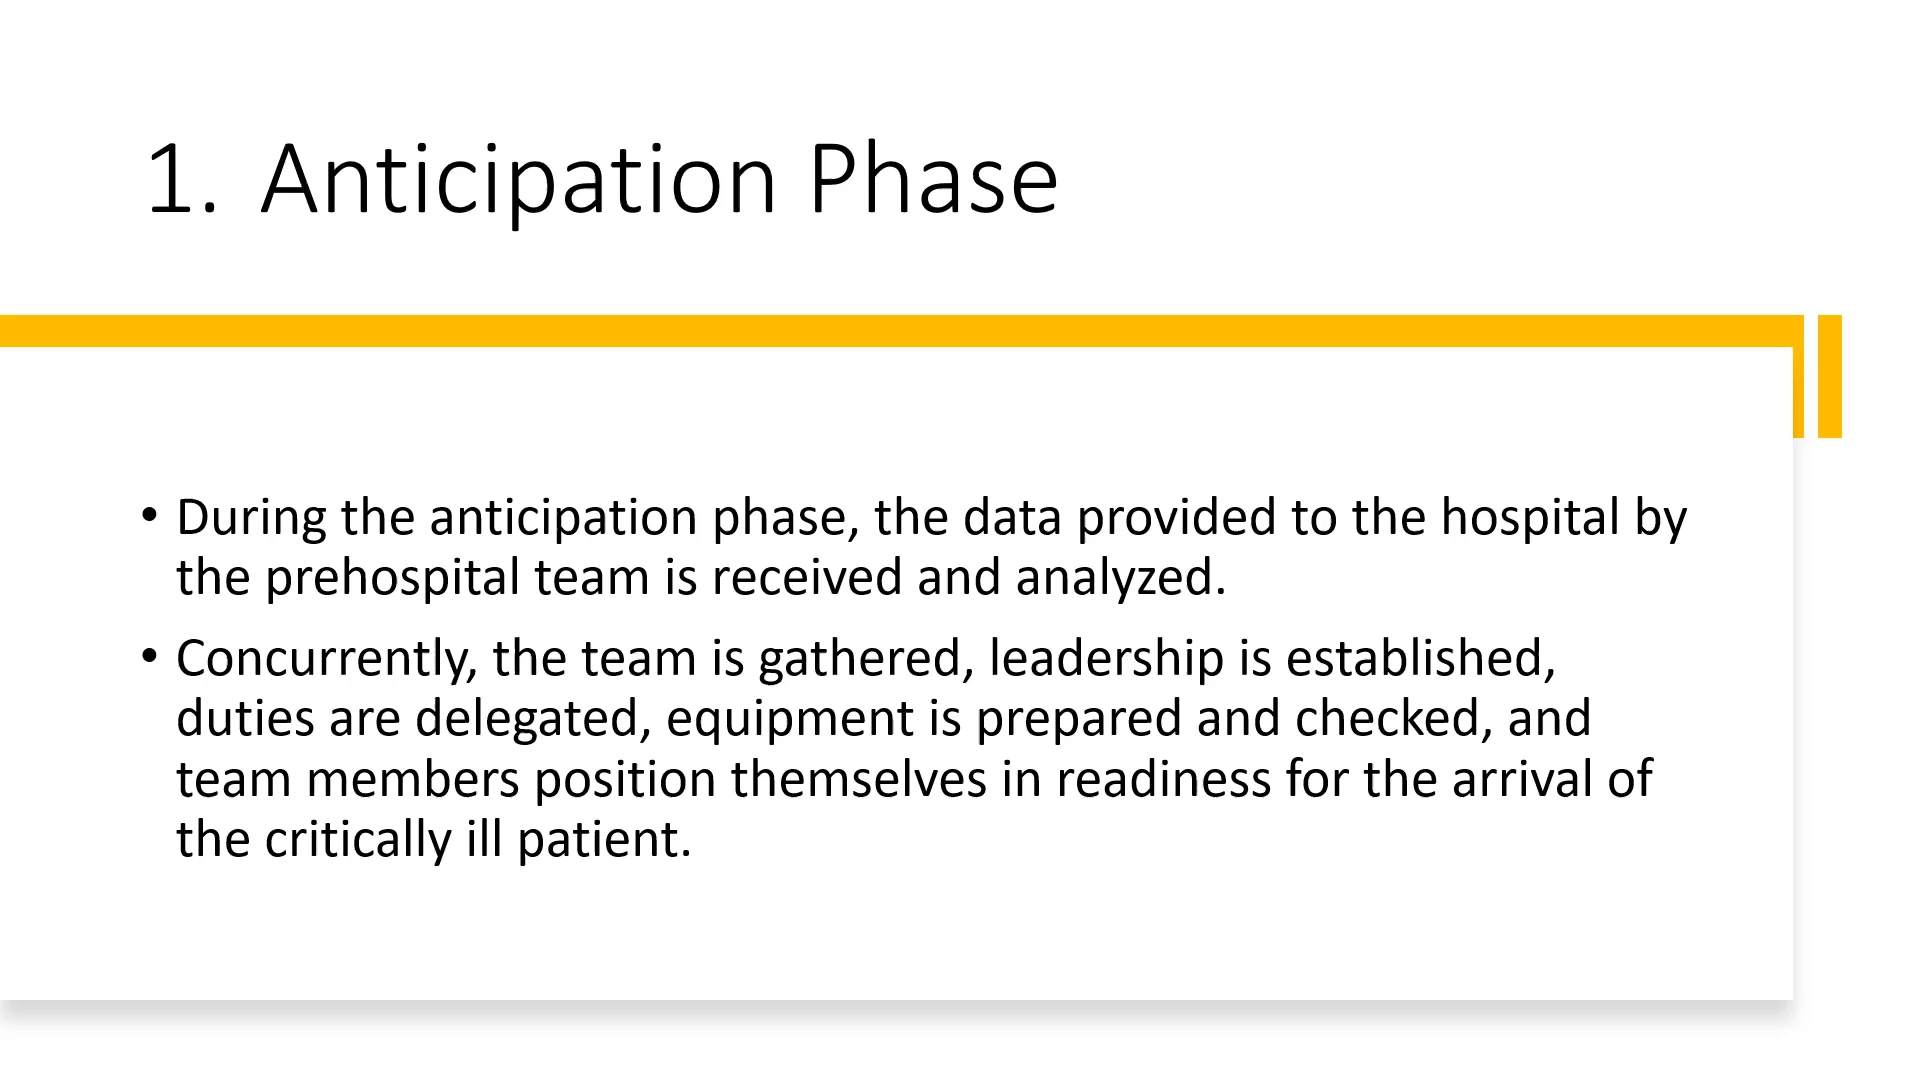 1. Anticipation Phase
• During the anticipation phase, the data provided to the hospital by
the prehospital team is received and analyzed.
• Concurrently, the team is gathered, leadership is established,
duties are delegated, equipment is prepared and checked, and
team members position themselves in readiness for the arrival of
the critically ill patient.